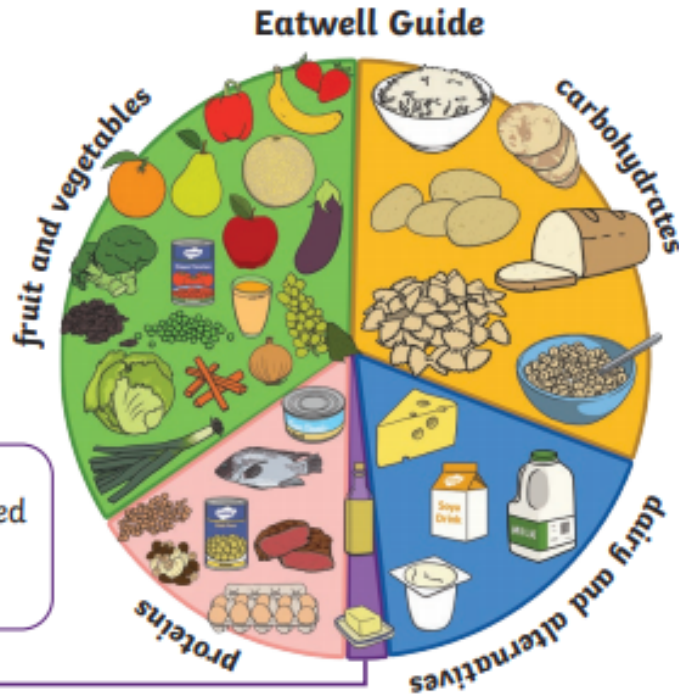 Eatwell Guide
fruit and vegetables
carbohydrates
ed
Soya
Drink
proteins
dairy and alternatives